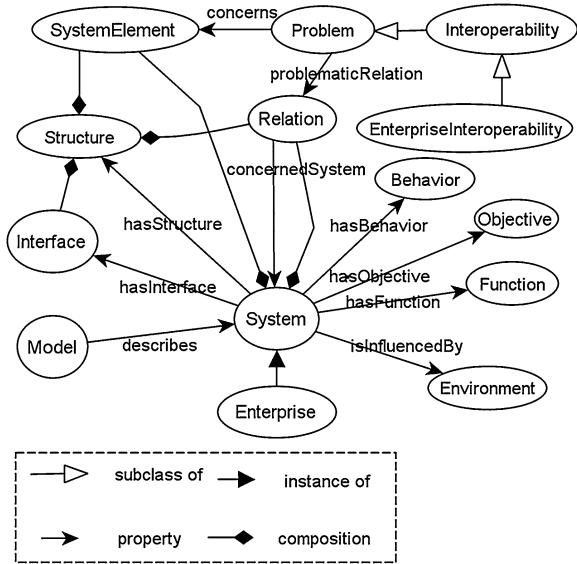 concerns
SystemElement
Problem
Interoperability
problematicRelation
Relation
EnterpriseInteroperability
Structure
concernedSystem
Behavior
hasStructure
hasBehavior
Objective
Interface
hasObjective
hasInterface
hasFunction
Function
System
Model
describes
isInfluencedBy
Environment
Enterprise
subclass of
instance of
property
composition